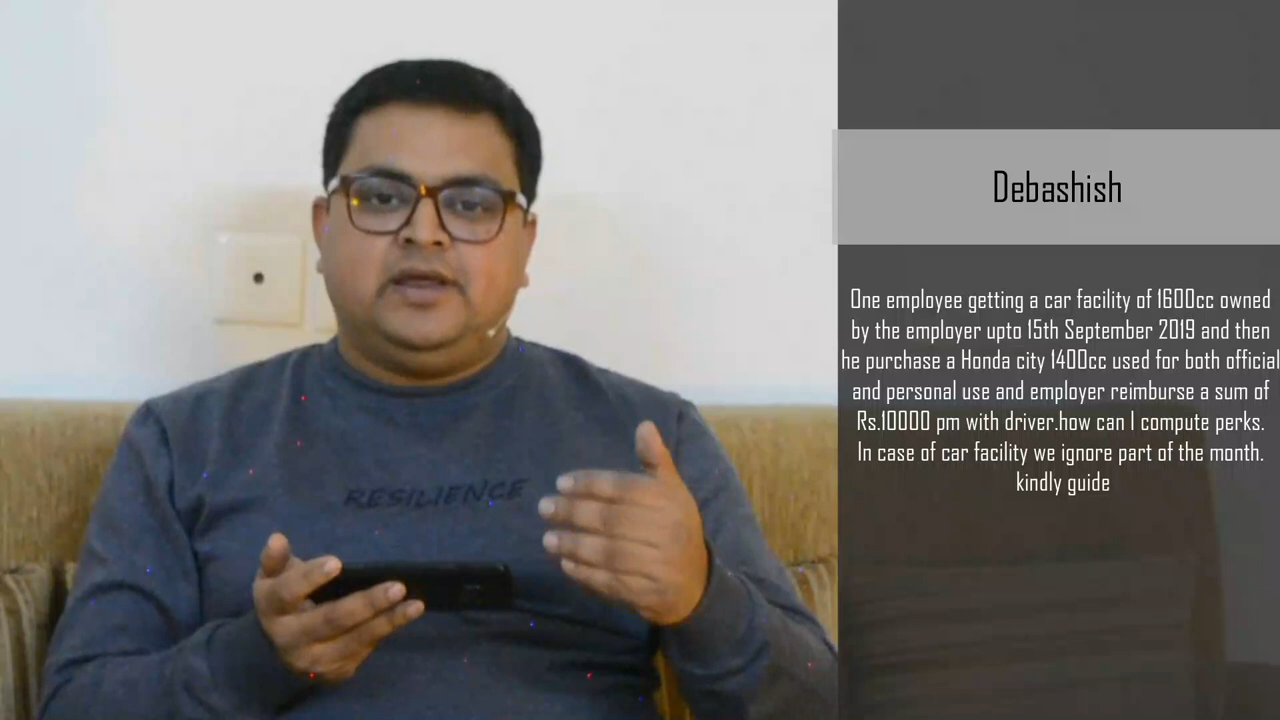 Debashish
One employee getting a car facility of 1600cc owned
by the employer upto 15th September 2019 and then
he purchase a Honda city 1400cc used for both official
and personal use and employer reimburse a sum of
Rs.10000 pm with driver.how can I compute perks.
In case of car facility we ignore part of the month.
kindly guide
RESILIENCE